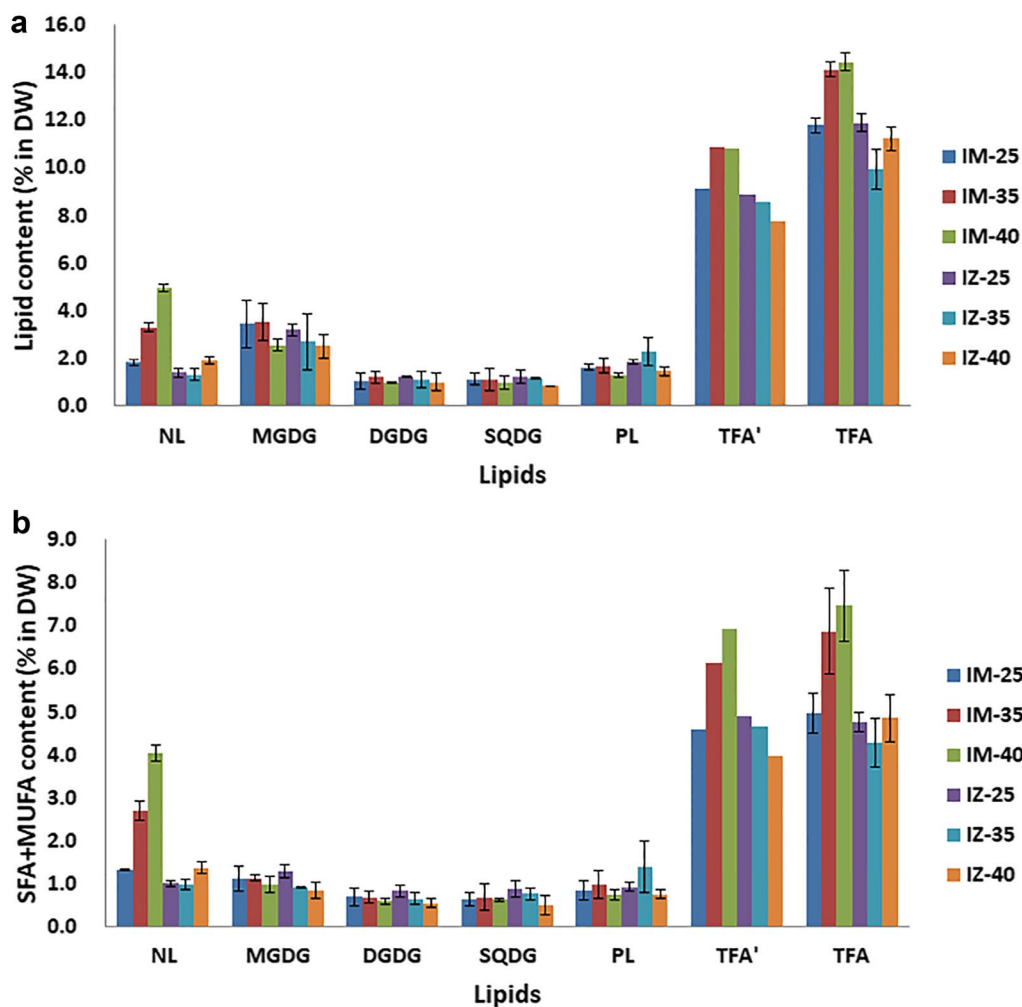 a
Lipid content (% in DW)
16.0
14.0
12.0
10.0
8.0
6.0
4.0
2.0
0.0
NL MGDG DGDG SQDG PL TFA' TFA
Lipids
IM-25
IM-35
IM-40
IZ-25
IZ-35
IZ-40
b
SFA+MUFA content (% in DW)
9.0
8.0
7.0
6.0
5.0
4.0
3.0
2.0
1.0
0.0
NL MGDG DGDG SQDG PL TFA' TFA
Lipids
IM-25
IM-35
IM-40
IZ-25
IZ-35
IZ-40